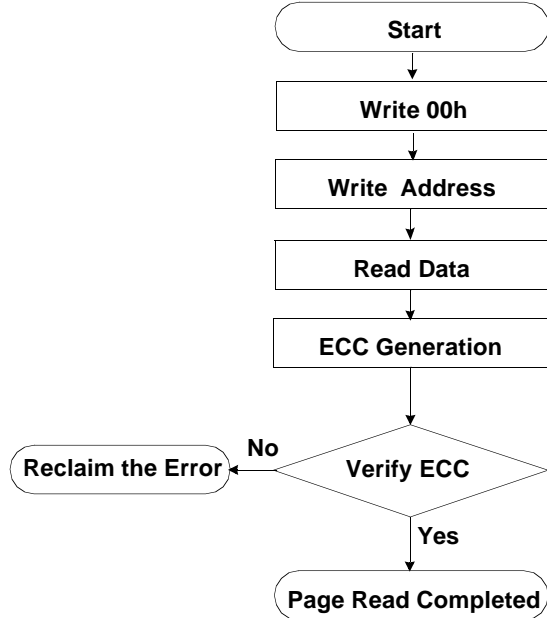 Start
Write 00h
Write Address
Read Data
ECC Generation
No
Reclaim the Error
Verify ECC
Yes
Page Read Completed